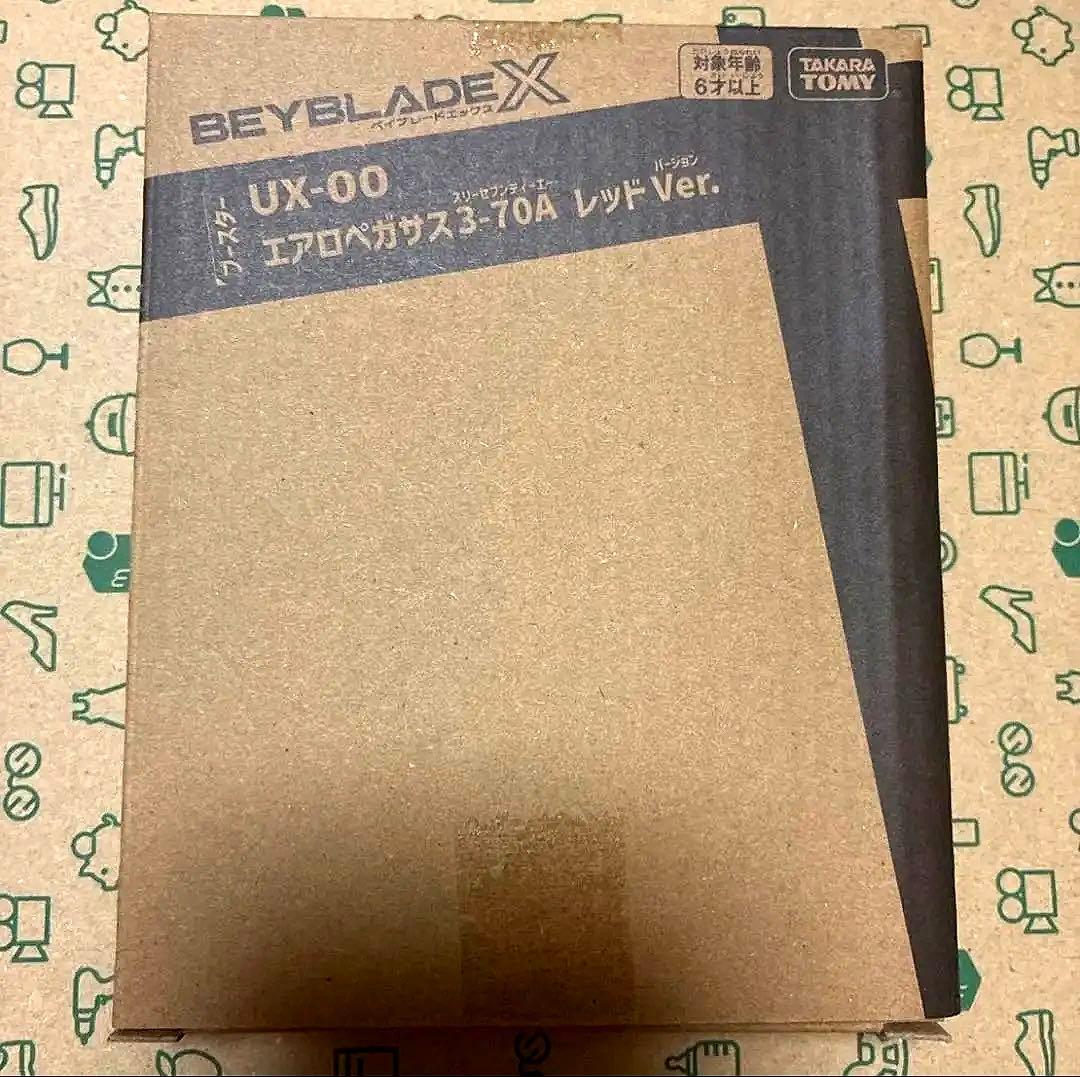 BEYBLADE X
ベイブレードエックス
対象年齢
6才以上
TAKARA
TOMY
ブースター
UX-00
スリーセブンティーエー
バージョン
エアロペガサス3-70A レッドVer.